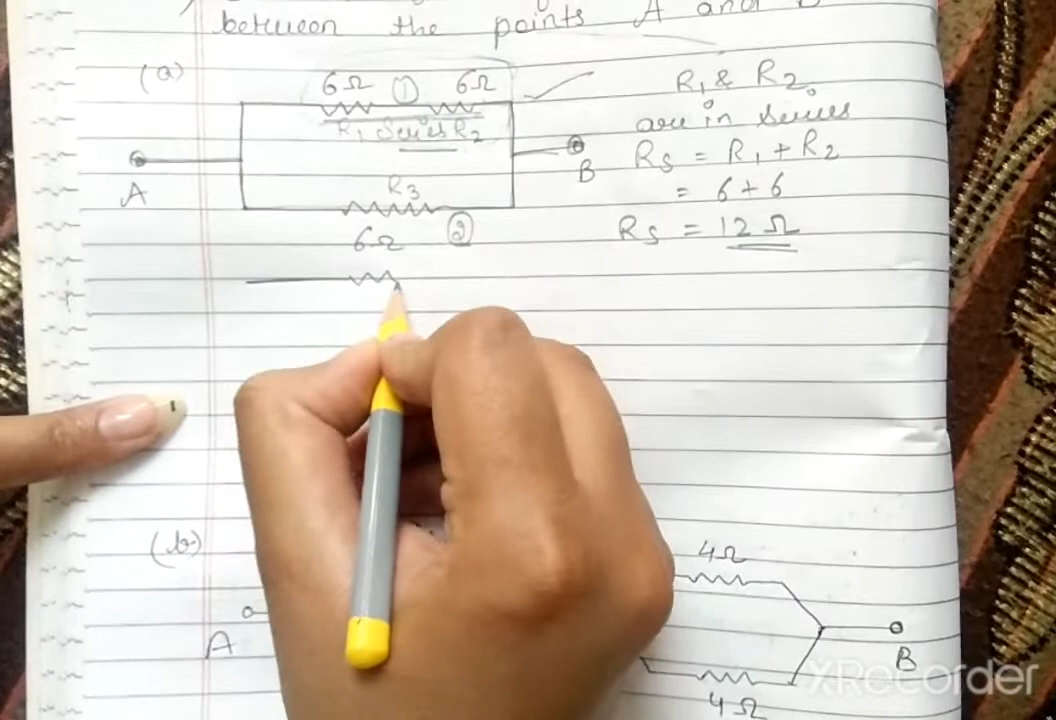 between the points A and
(a)
6Ω ① 6Ω
R₁ Series R₂
A
B
R₃
6Ω ②
R₁ & R₂
are in series
Rs = R₁ + R₂
= 6 + 6
Rs = 12 Ω
(b)
4Ω
A
B
4Ω
XRecorder